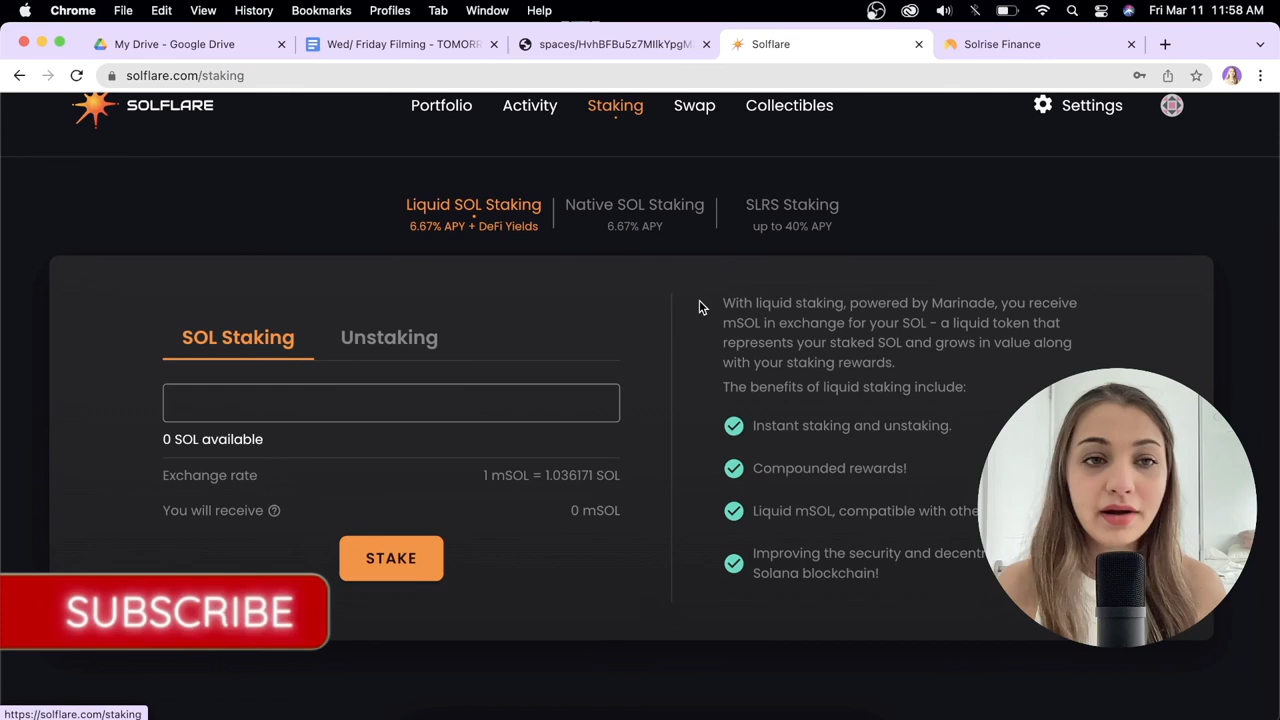 Chrome File Edit View History Bookmarks Profiles Tab Window Help Fri Mar 11 11:58 AM
My Drive - Google Drive Wed/ Friday Filming - TOMORR Solflare Solrise Finance
solflare.com/staking
SOLFLARE Portfolio Activity Staking Swap Collectibles Settings
Liquid SOL Staking Native SOL Staking SLRS Staking
6.67% APY + DeFi Yields 6.67% APY up to 40% APY
SOL Staking Unstaking
0 SOL available
Exchange rate 1 mSOL = 1.036171 SOL
You will receive 0 mSOL
STAKE
With liquid staking, powered by Marinade, you receive
mSOL in exchange for your SOL - a liquid token that
represents your staked SOL and grows in value along
with your staking rewards.
The benefits of liquid staking include:
Instant staking and unstaking.
Compounded rewards!
Liquid mSOL, compatible with othe
Improving the security and decentr
Solana blockchain!
SUBSCRIBE
https://solflare.com/staking